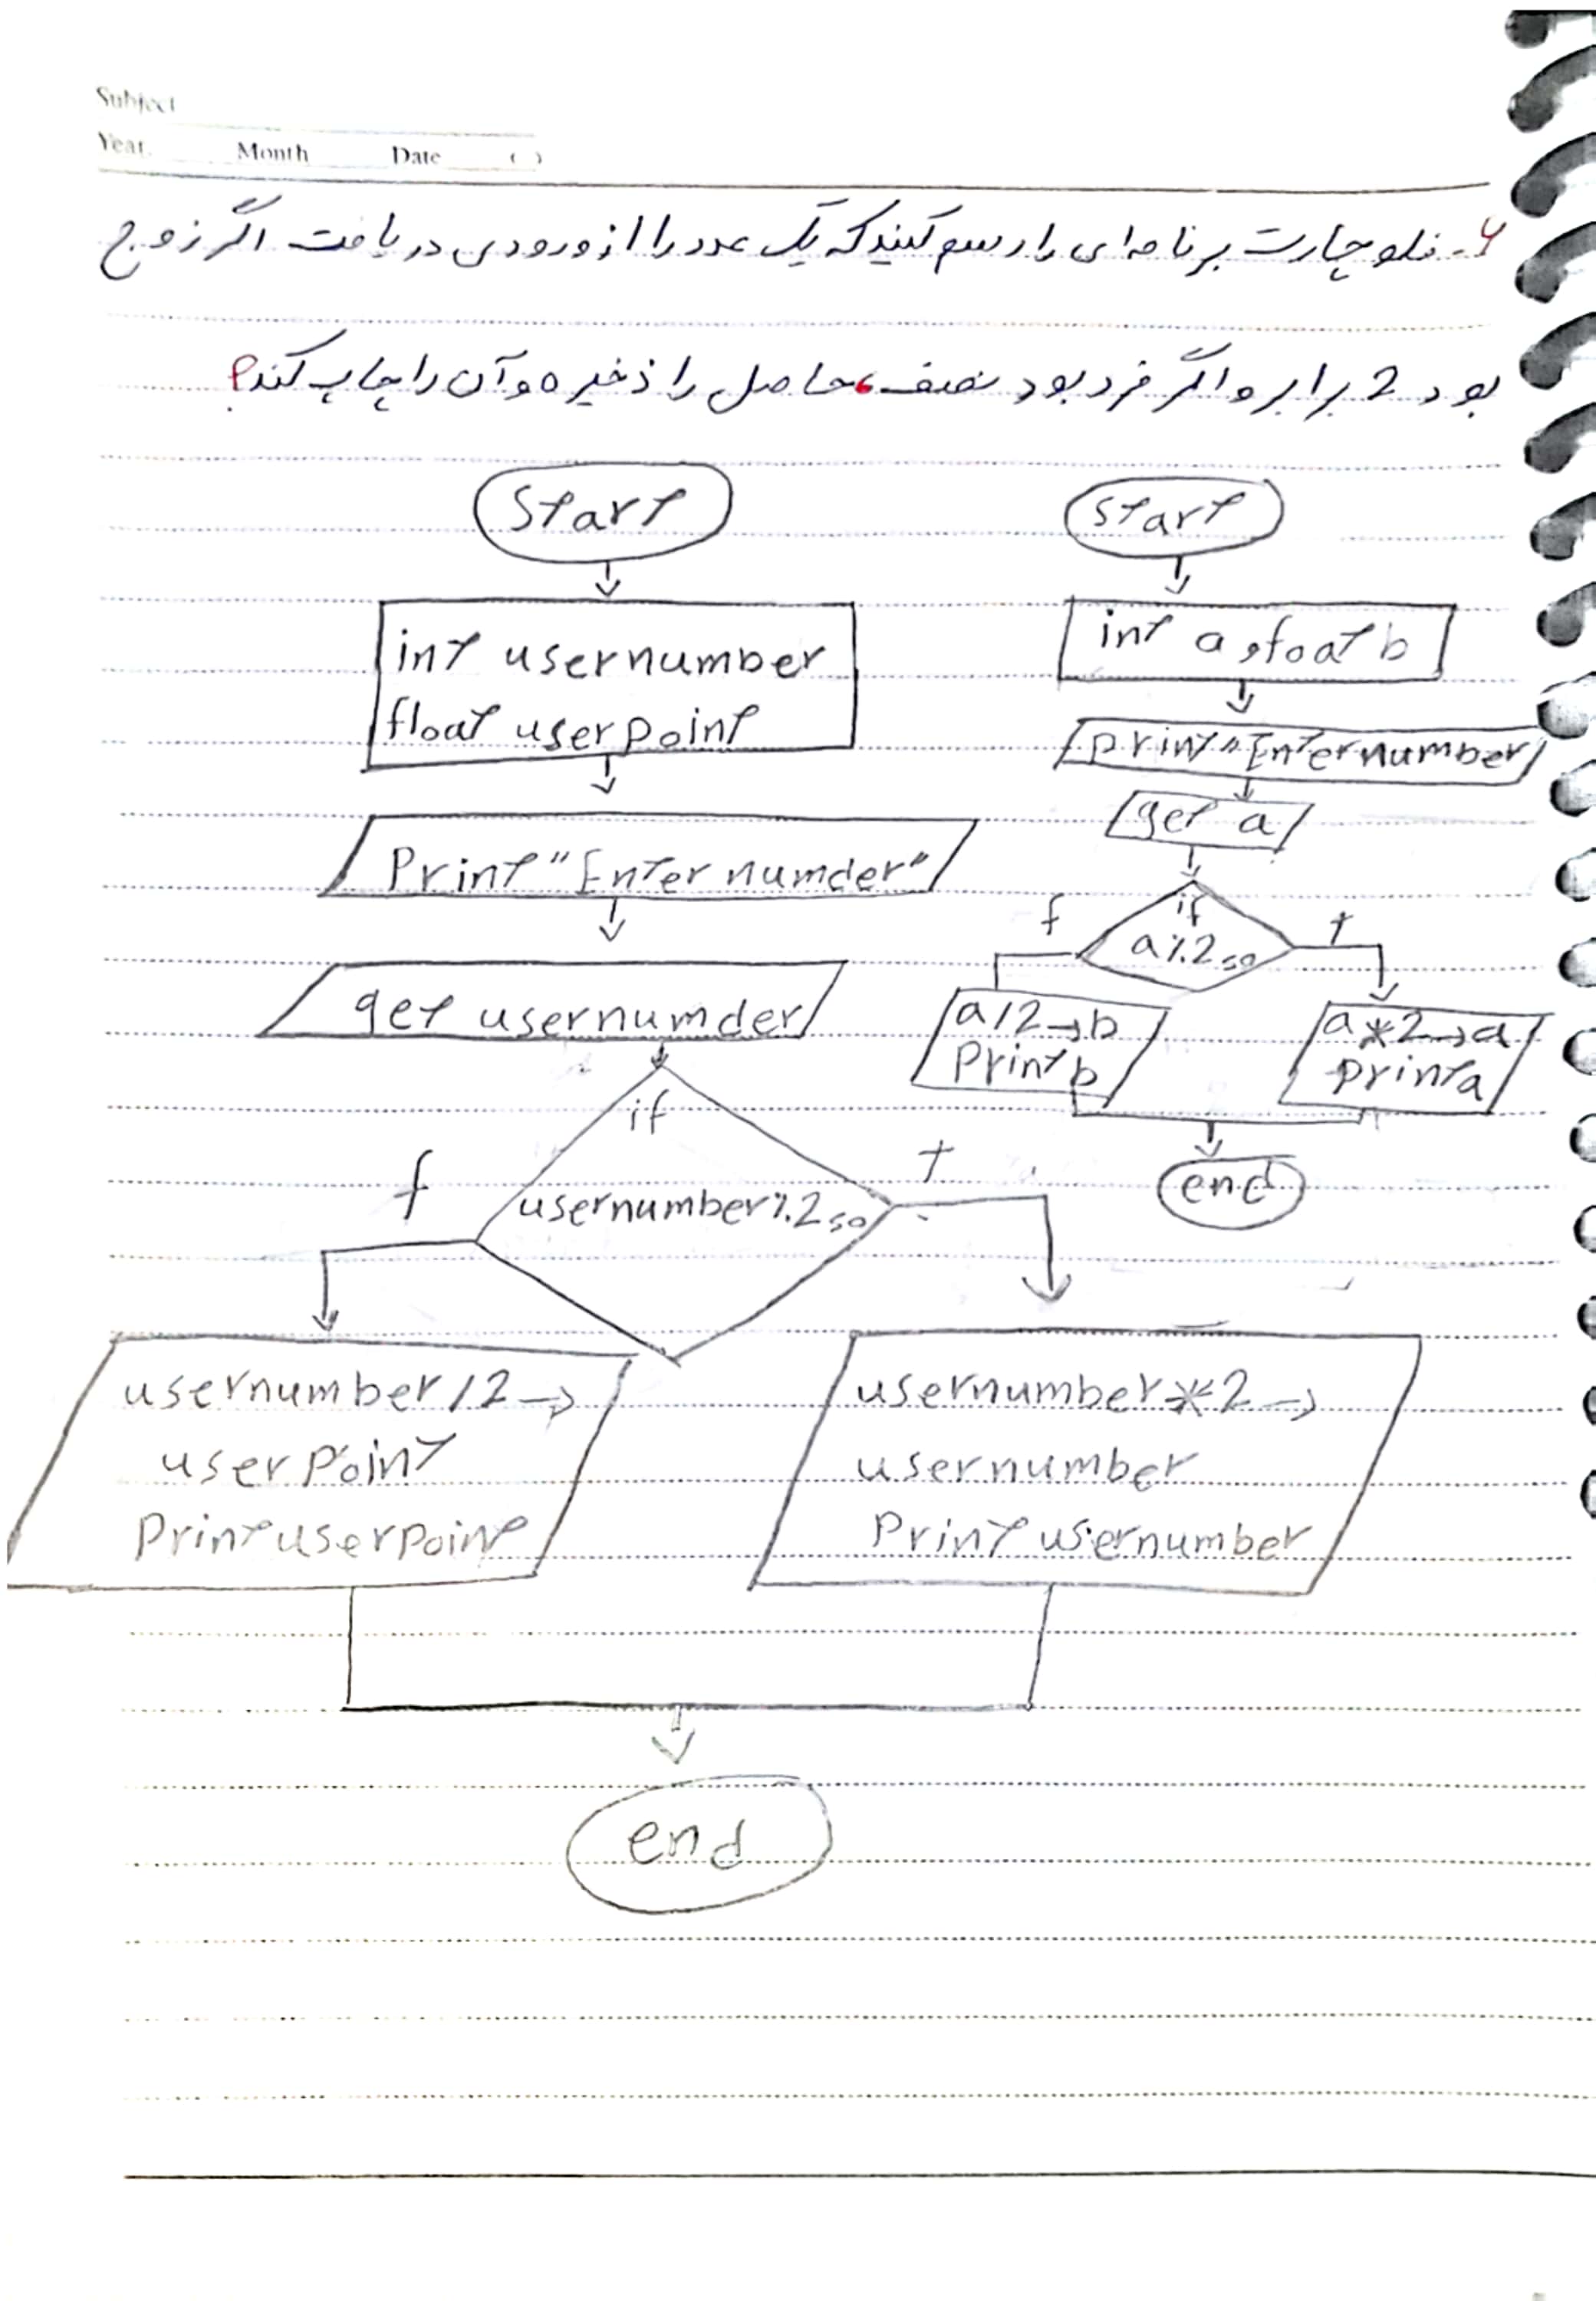 Subject
Year. Month Date ( )
۶- فلوچارت برنامه ای را رسم کنید که یک عدد را از ورودی دریافت اگر زوج
بود 2 برابر و اگر فرد بود نصف، حاصل را ذخیره و آن را چاپ کند؟
Start
int usernumber
float userpoint
Print "Enter numder"
get usernumder
if
usernumber%2=0
f
T
usernumber/2→
userpoint
Print userpoint
usernumber*2→
usernumber
Print usernumber
end
start
int a, foat b
print "Enter number
get a
if
a%2=0
f
T
a/2→b
Print b
a*2→a
print a
end